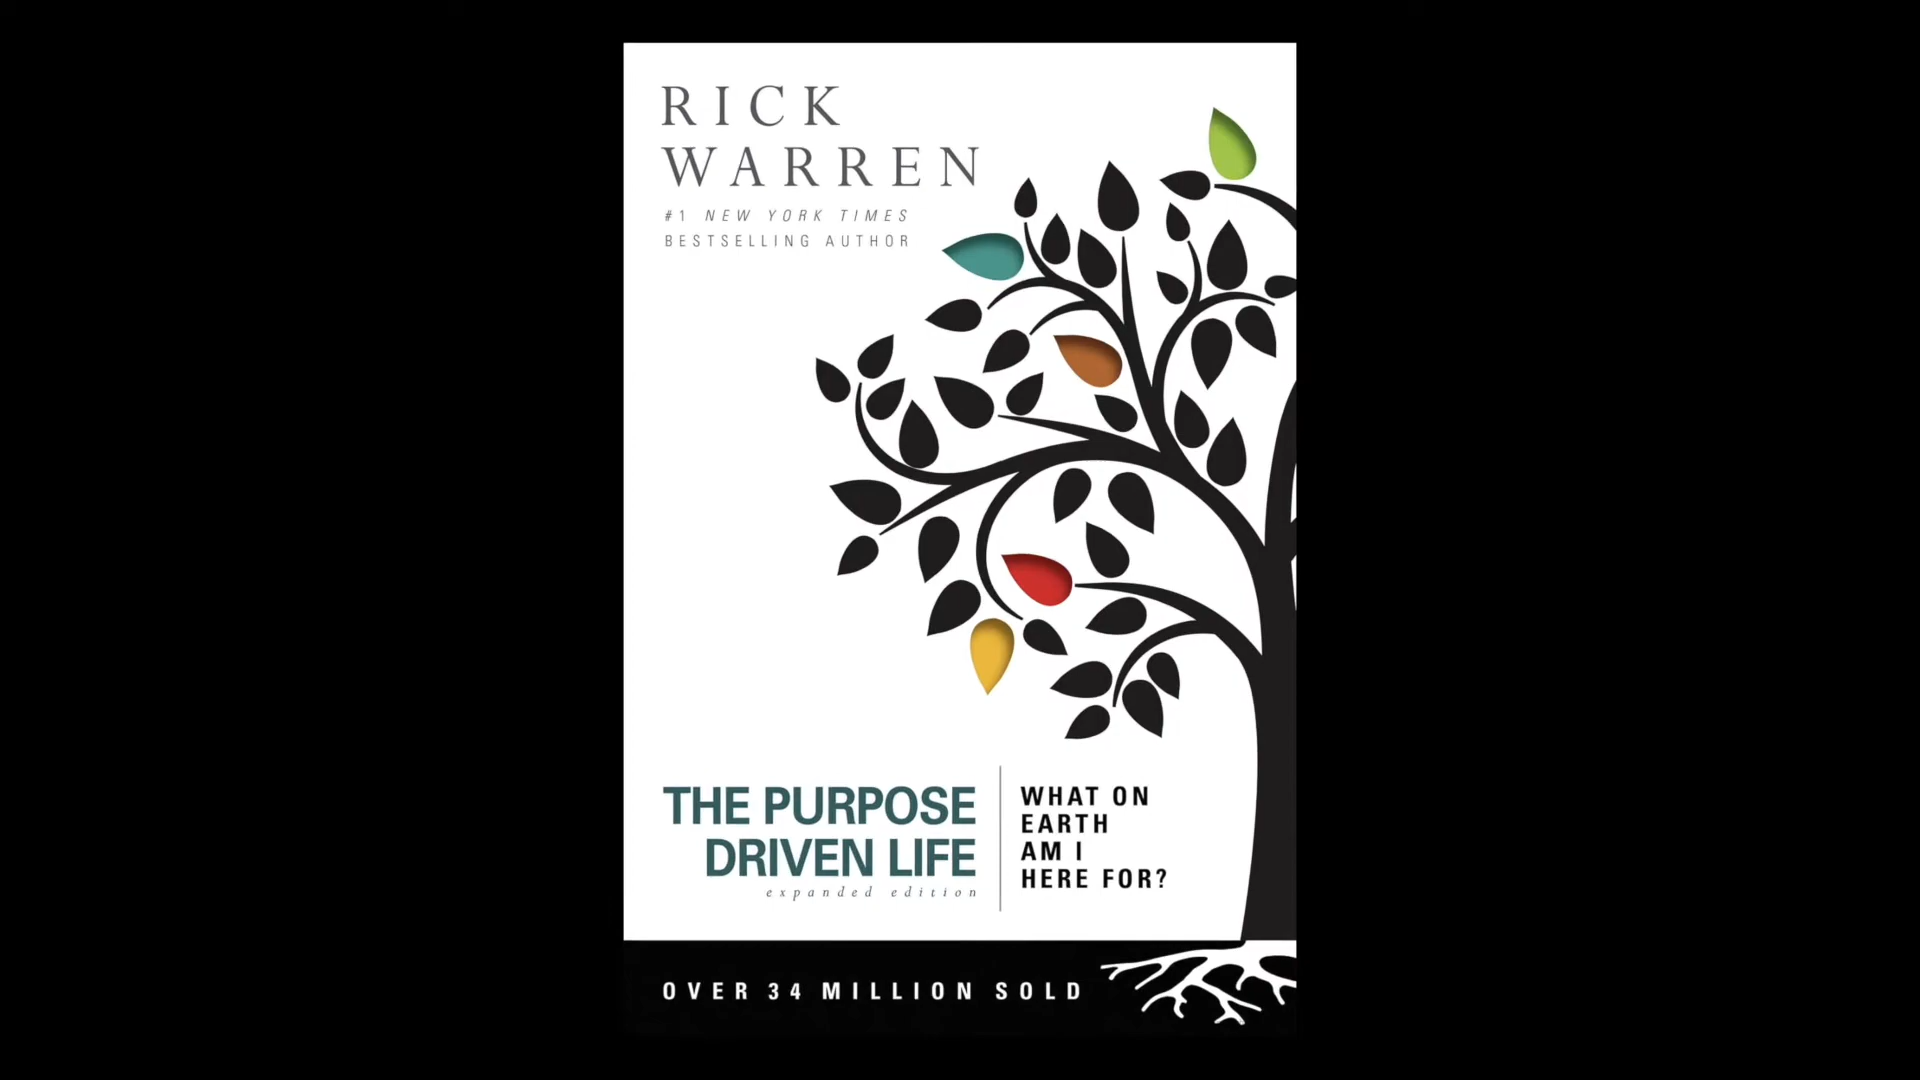 RICK
WARREN
#1 NEW YORK TIMES
BESTSELLING AUTHOR
THE PURPOSE
DRIVEN LIFE
expanded edition
WHAT ON
EARTH
AM I
HERE FOR?
OVER 34 MILLION SOLD